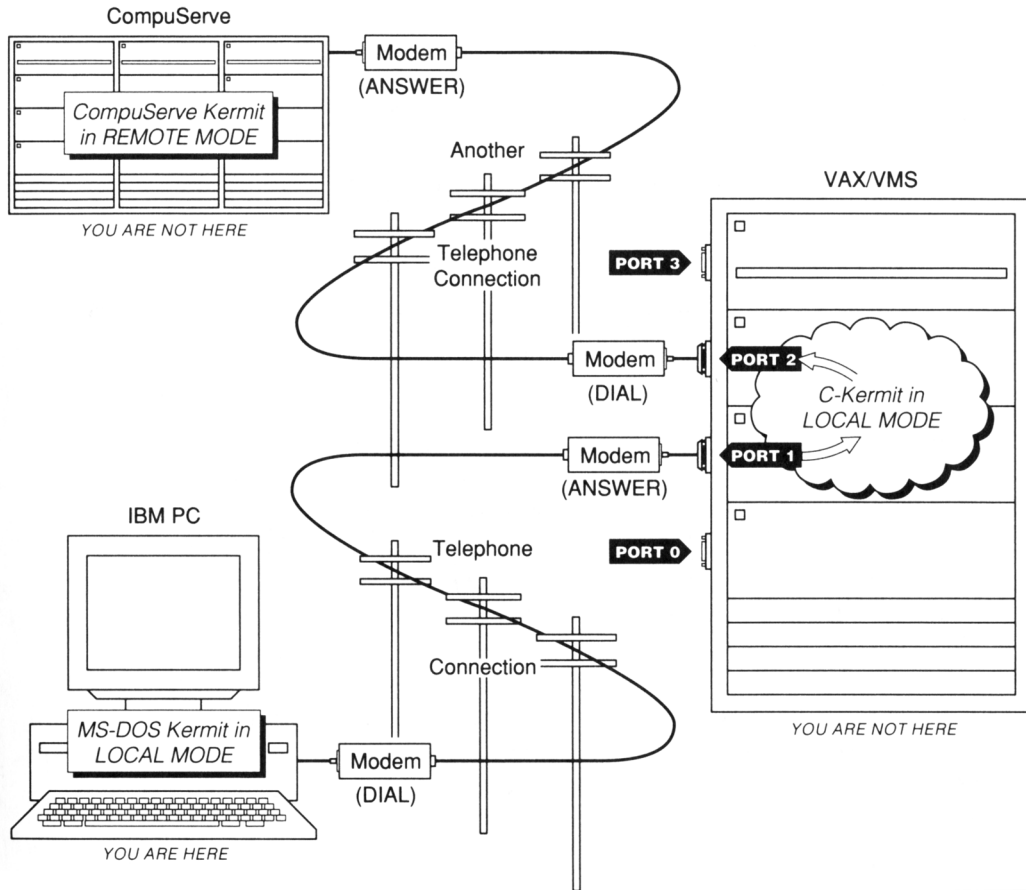 CompuServe
Modem
(ANSWER)
CompuServe Kermit
in REMOTE MODE
YOU ARE NOT HERE
Another
Telephone
Connection
VAX/VMS
PORT 3
Modem
(DIAL)
PORT 2
C-Kermit in
LOCAL MODE
Modem
(ANSWER)
PORT 1
PORT 0
YOU ARE NOT HERE
IBM PC
Telephone
Connection
MS-DOS Kermit in
LOCAL MODE
Modem
(DIAL)
YOU ARE HERE